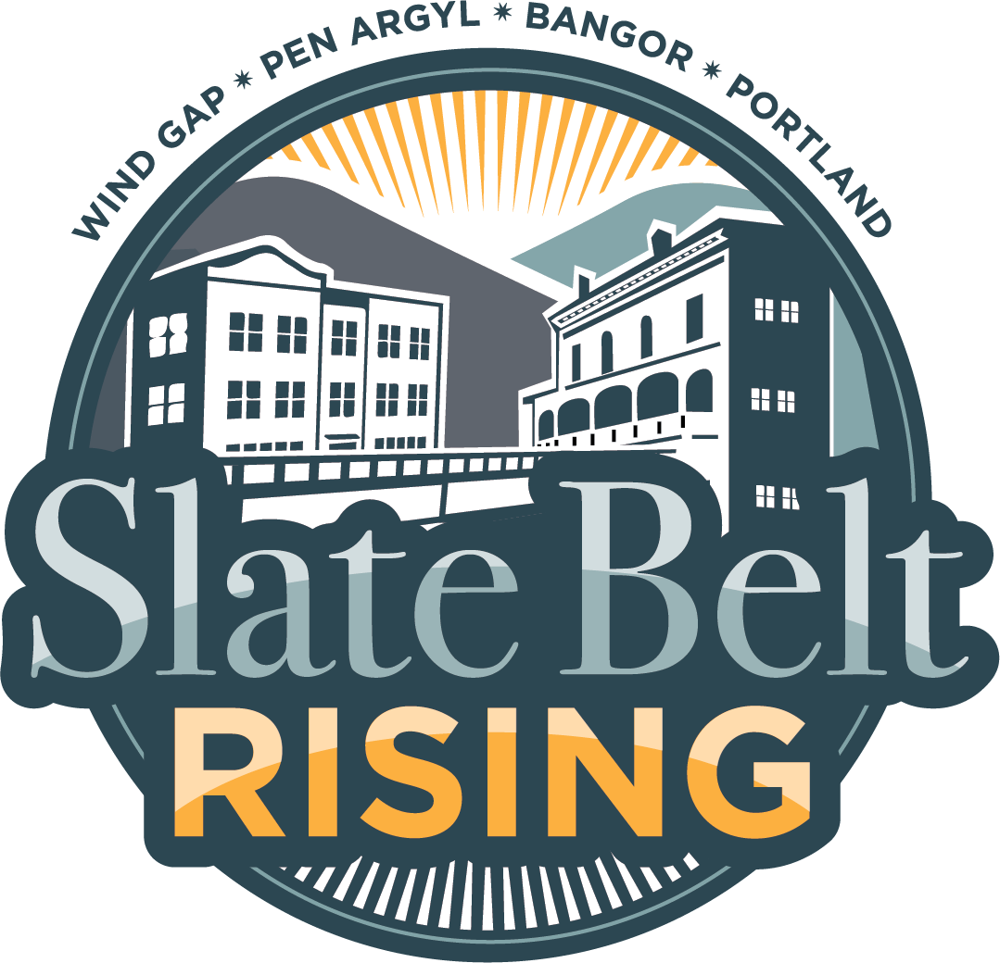 WIND GAP * PEN ARGYL * BANGOR * PORTLAND
Slate Belt
RISING